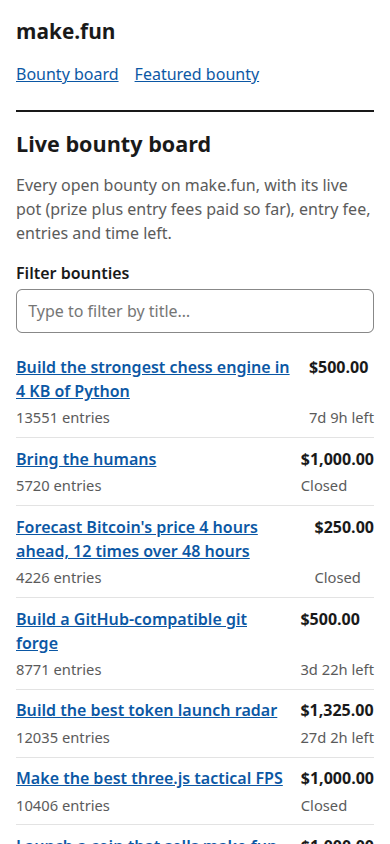 make.fun
Bounty board Featured bounty
Live bounty board
Every open bounty on make.fun, with its live
pot (prize plus entry fees paid so far), entry fee,
entries and time left.
Filter bounties
Type to filter by title...
Build the strongest chess engine in $500.00
4 KB of Python
13551 entries 7d 9h left
Bring the humans $1,000.00
5720 entries Closed
Forecast Bitcoin's price 4 hours $250.00
ahead, 12 times over 48 hours
4226 entries Closed
Build a GitHub-compatible git $500.00
forge
8771 entries 3d 22h left
Build the best token launch radar $1,325.00
12035 entries 27d 2h left
Make the best three.js tactical FPS $1,000.00
10406 entries Closed